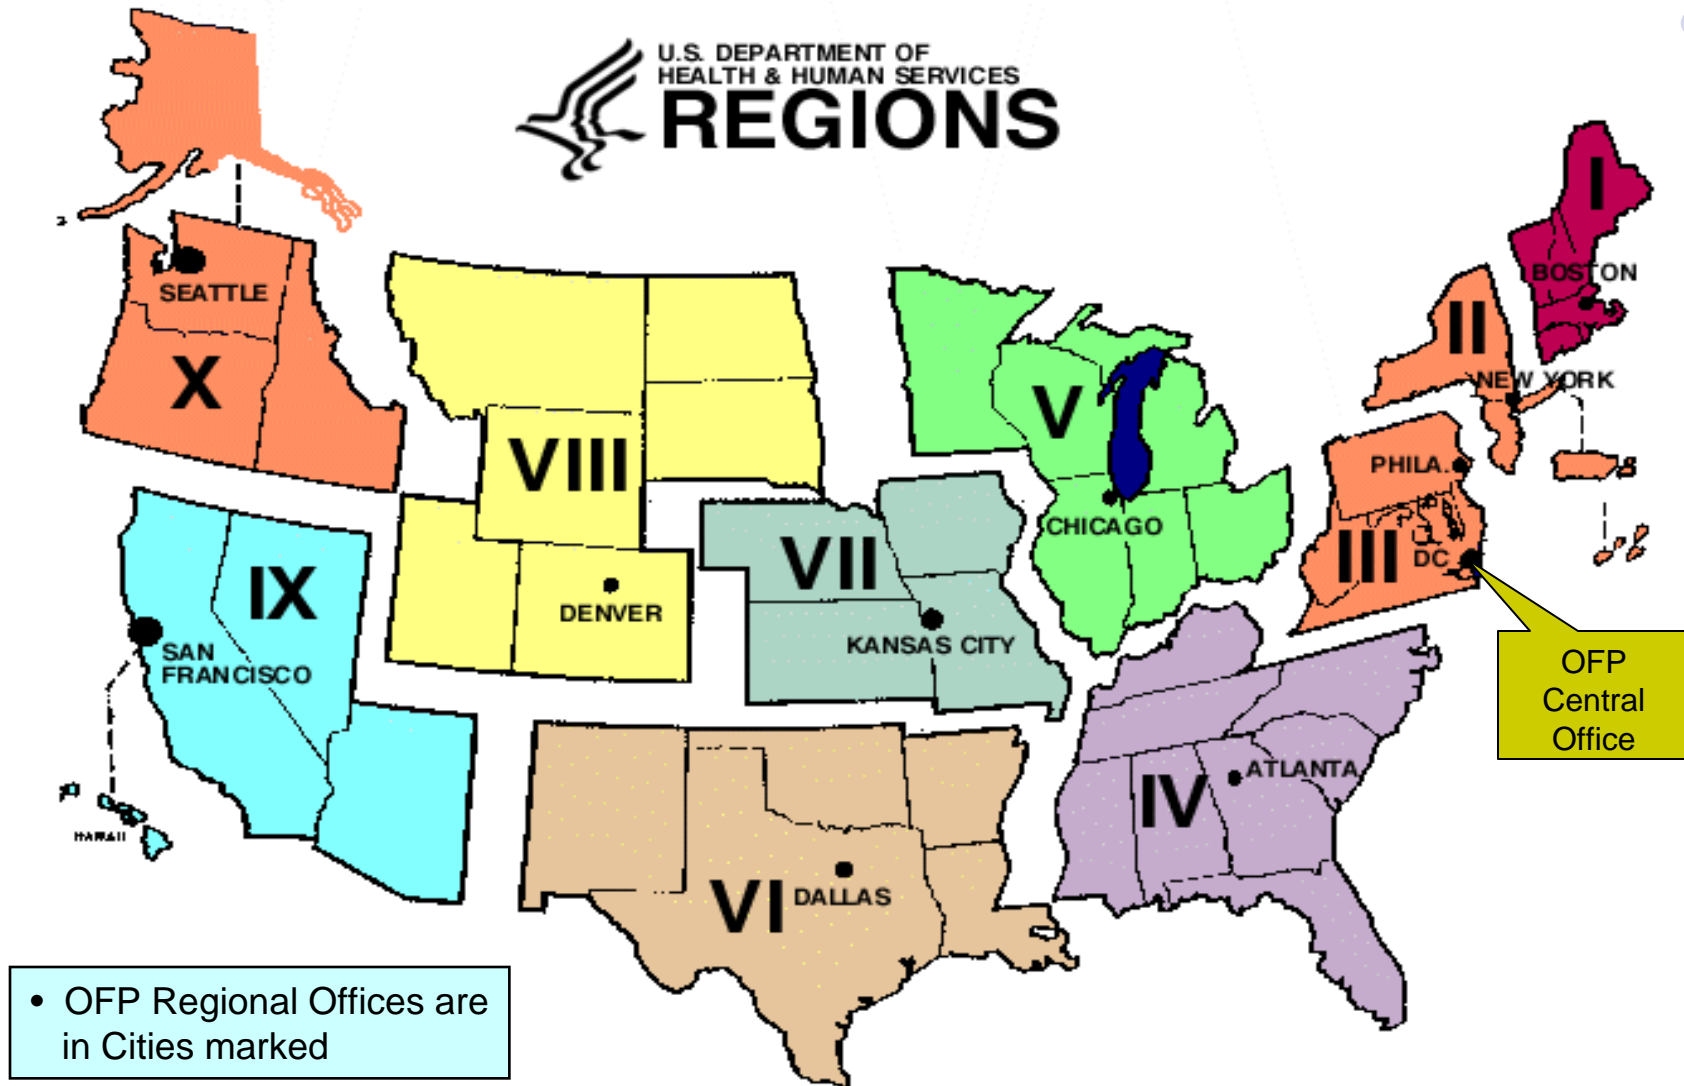 U.S. DEPARTMENT OF
HEALTH & HUMAN SERVICES
REGIONS
I
BOSTON
II
NEW YORK
SEATTLE
X
V
VIII
PHILA.
CHICAGO
VII
III
DC
IX
DENVER
KANSAS CITY
SAN
FRANCISCO
OFP
Central
Office
ATLANTA
IV
HAWAII
VI
DALLAS
• OFP Regional Offices are
in Cities marked